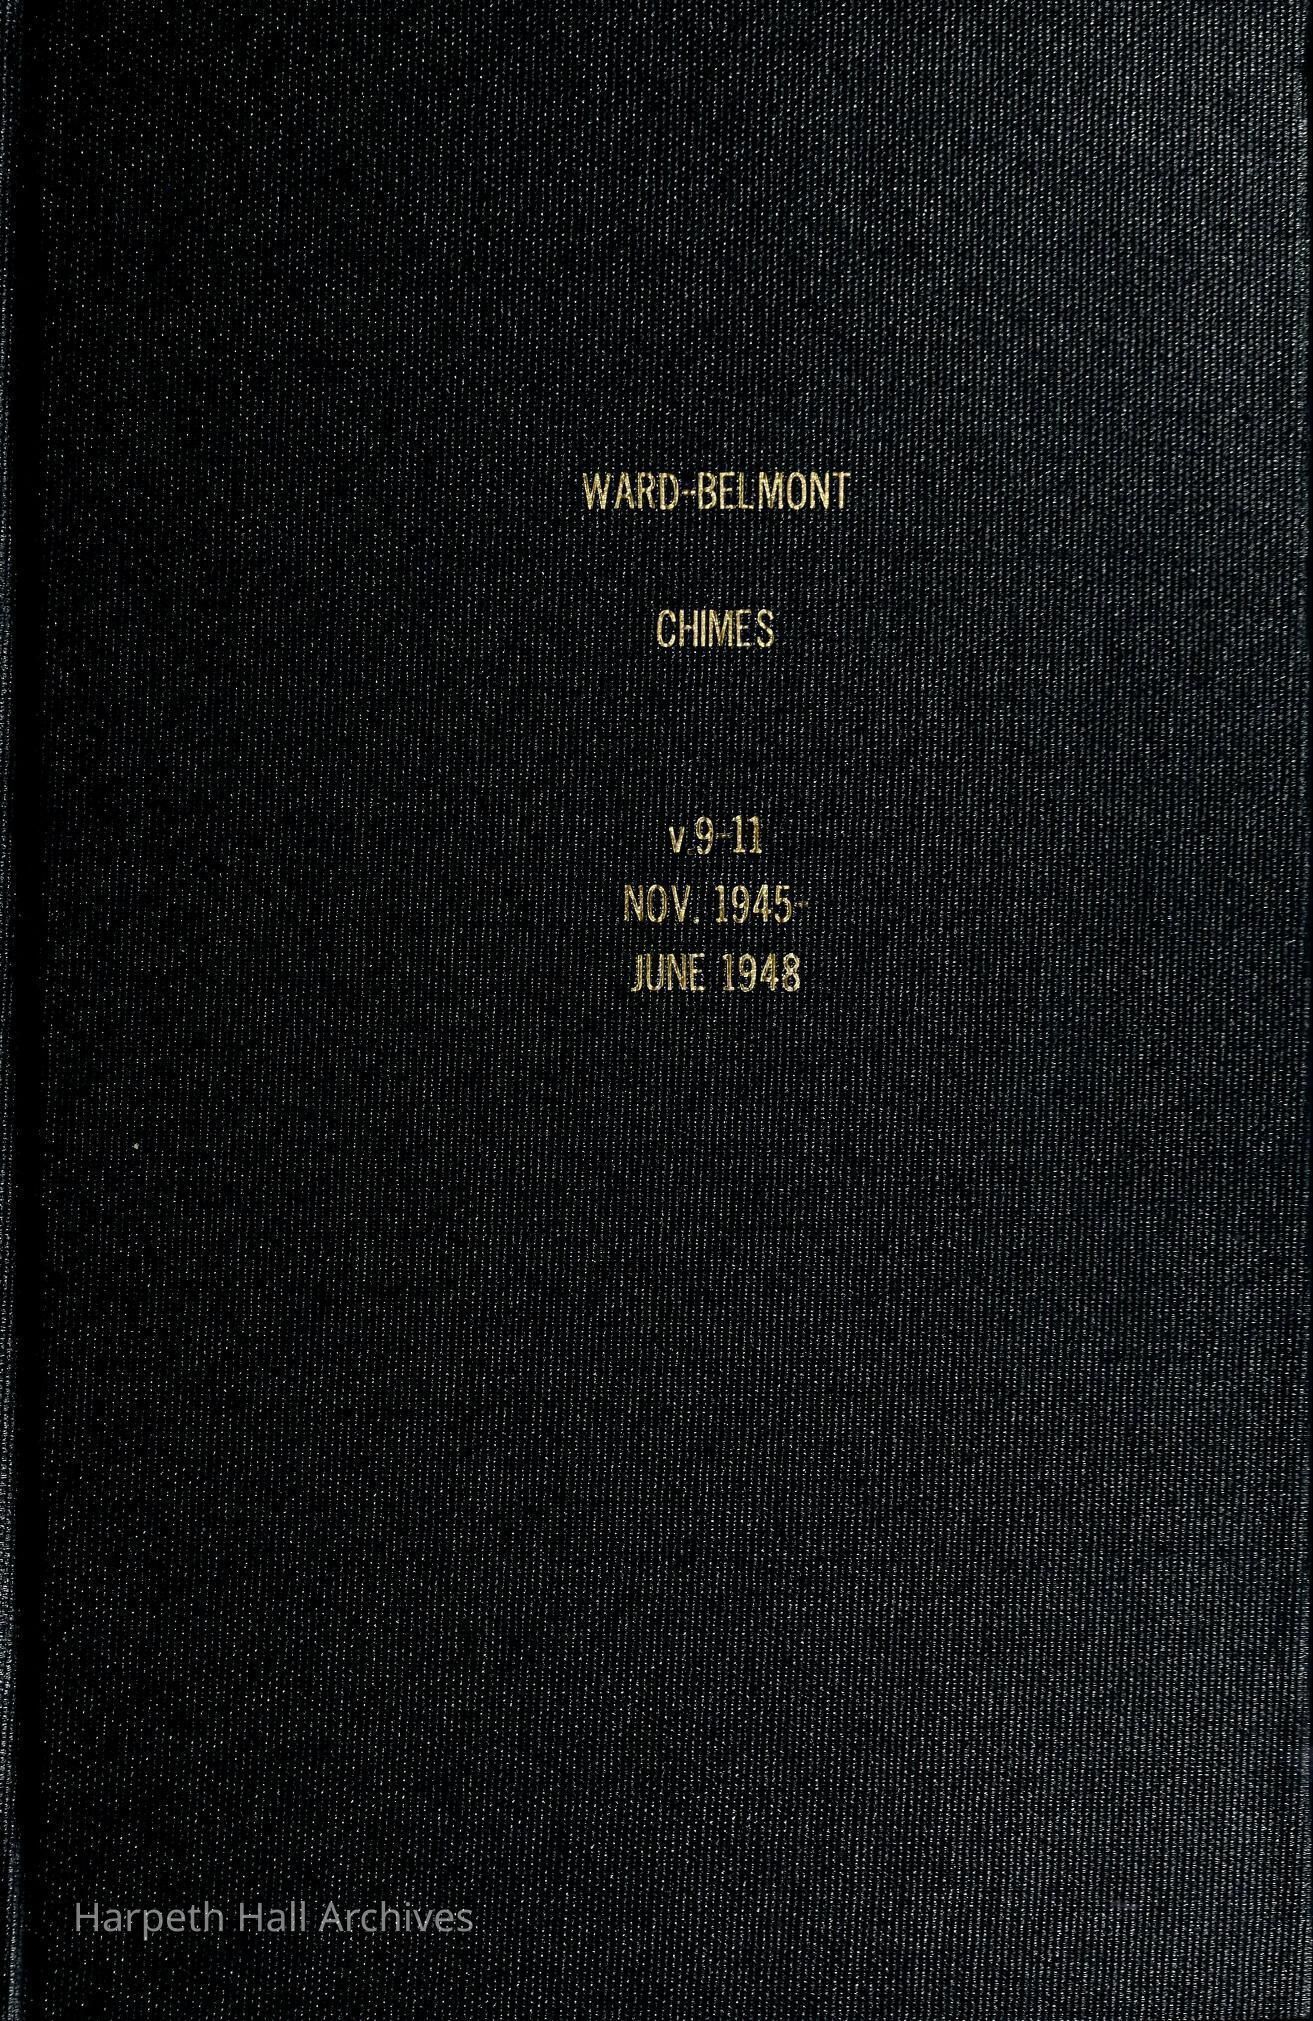 WARD-BELMONT
CHIMES
v.9-11
NOV. 1945-
JUNE 1948
Harpeth Hall Archives